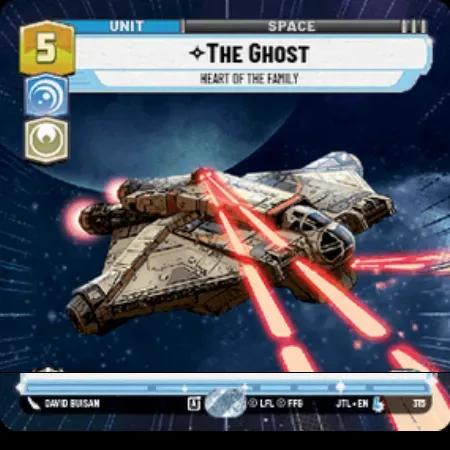 UNIT
SPACE
5
THE GHOST
HEART OF THE FAMILY
DAVID BUISAN
LFL FFG
JTL • EN
315